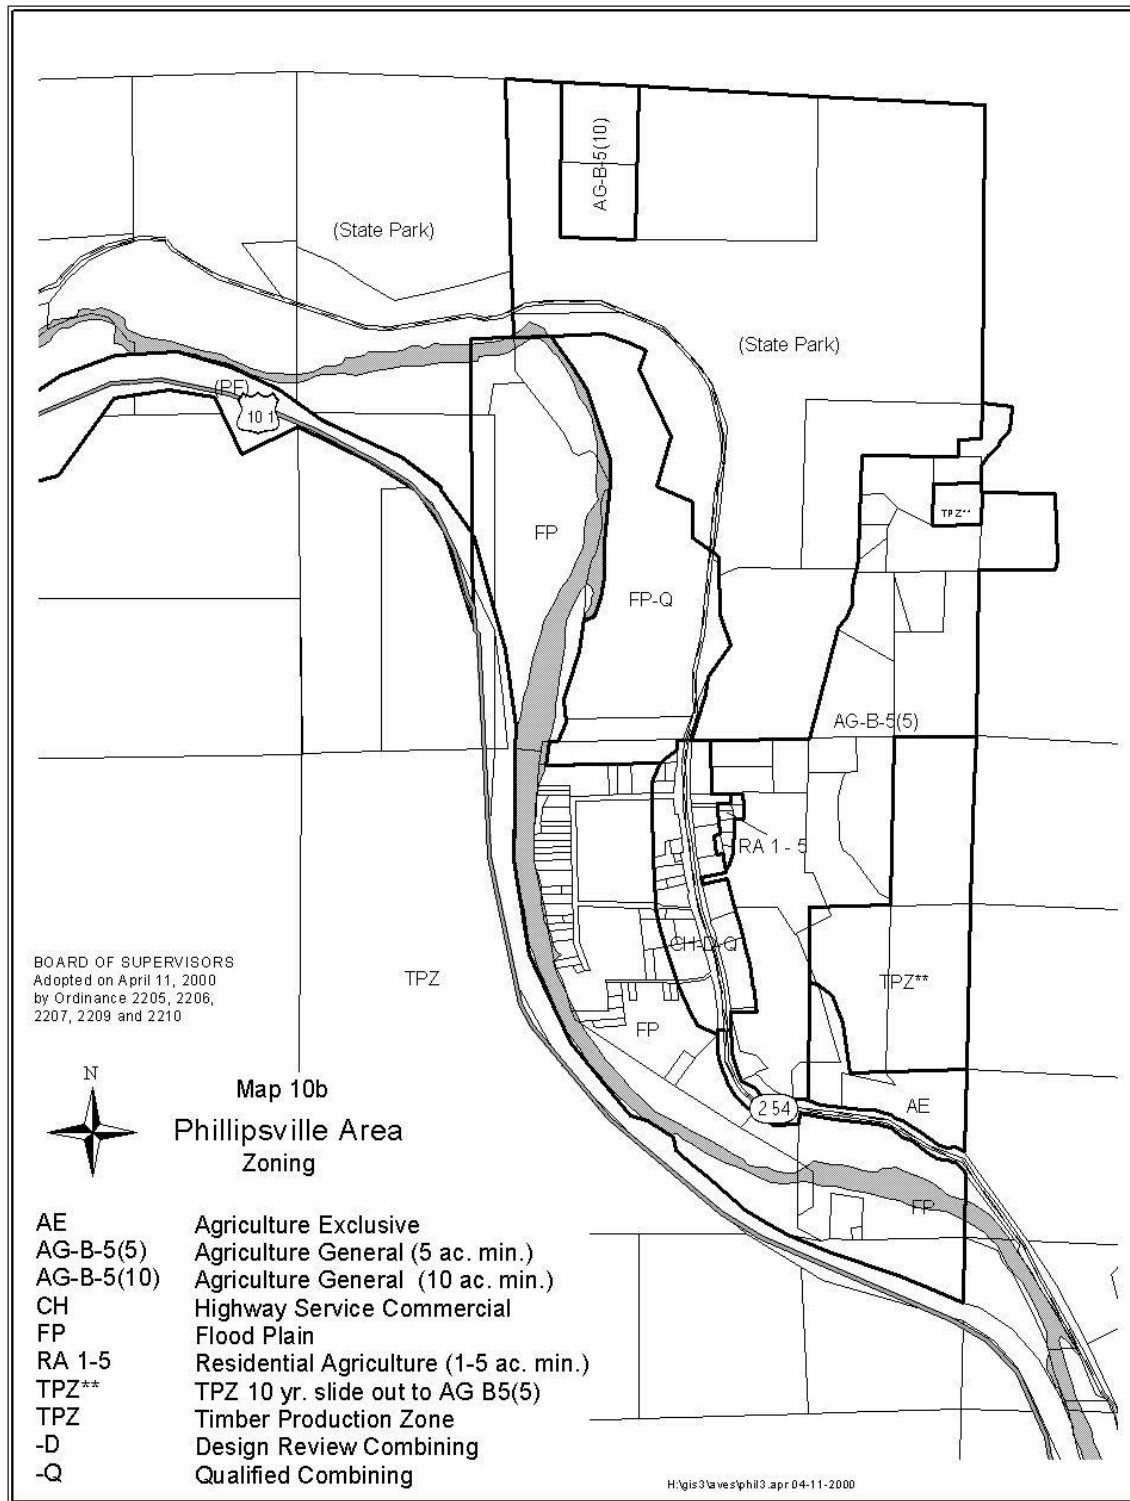 AG-B-5(10)
(State Park)
(State Park)
(PF)
101
TPZ**
FP
FP-Q
AG-B-5(5)
RA 1 - 5
CH-D-Q
TPZ
TPZ**
FP
254
AE
FP
BOARD OF SUPERVISORS
Adopted on April 11, 2000
by Ordinance 2205, 2206,
2207, 2209 and 2210
N
Map 10b
Phillipsville Area
Zoning
AE Agriculture Exclusive
AG-B-5(5) Agriculture General (5 ac. min.)
AG-B-5(10) Agriculture General (10 ac. min.)
CH Highway Service Commercial
FP Flood Plain
RA 1-5 Residential Agriculture (1-5 ac. min.)
TPZ** TPZ 10 yr. slide out to AG B5(5)
TPZ Timber Production Zone
-D Design Review Combining
-Q Qualified Combining
H:\gis3\aves\phil3.apr 04-11-2000